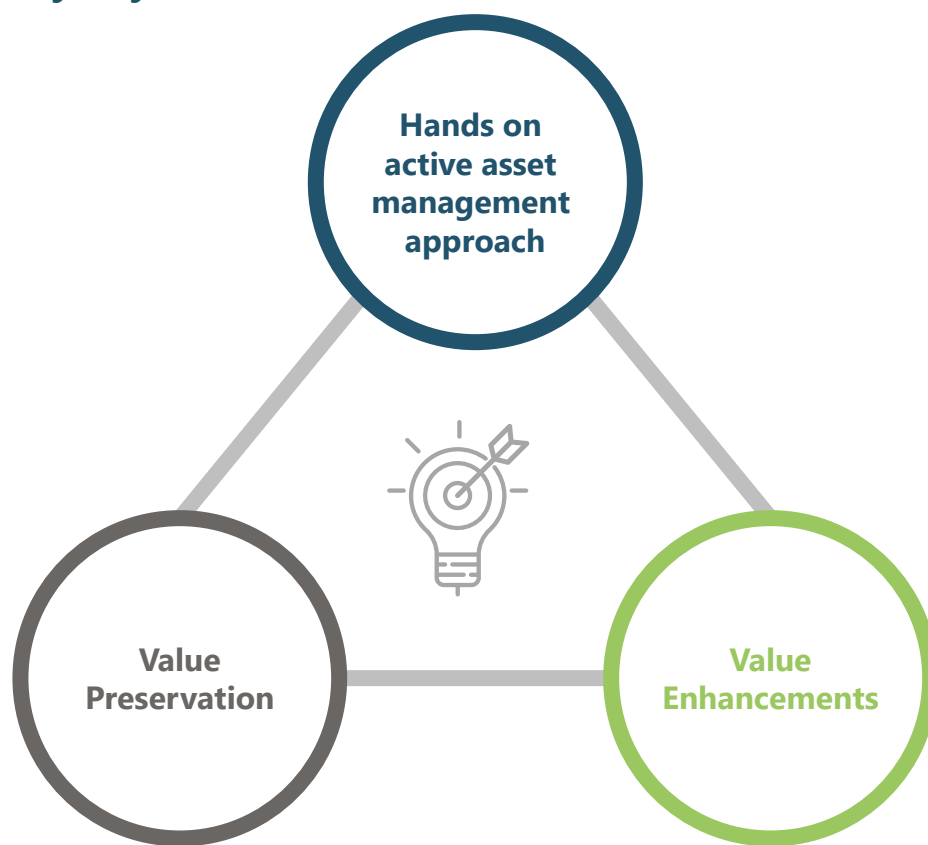 Hands on
active asset
management
approach
Value
Preservation
Value
Enhancements